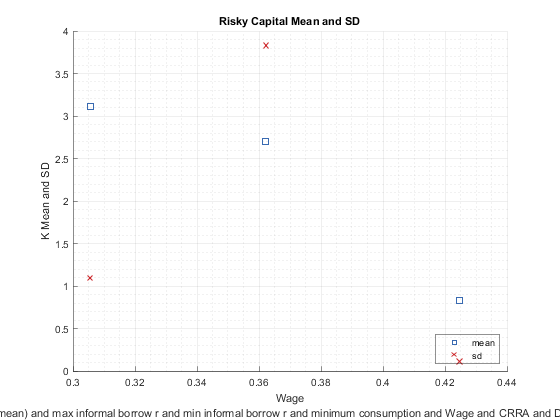 Risky Capital Mean and SD
4
3.5
3
2.5
2
1.5
1
0.5
0
K Mean and SD
mean
sd
0.3 0.32 0.34 0.36 0.38 0.4 0.42 0.44
Wage
mean) and max informal borrow r and min informal borrow r and minimum consumption and Wage and CRRA and